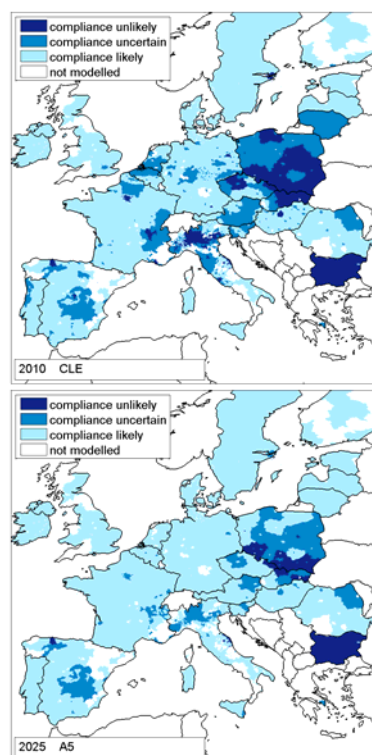 compliance unlikely
compliance uncertain
compliance likely
not modelled
2010 CLE
compliance unlikely
compliance uncertain
compliance likely
not modelled
2025 A5